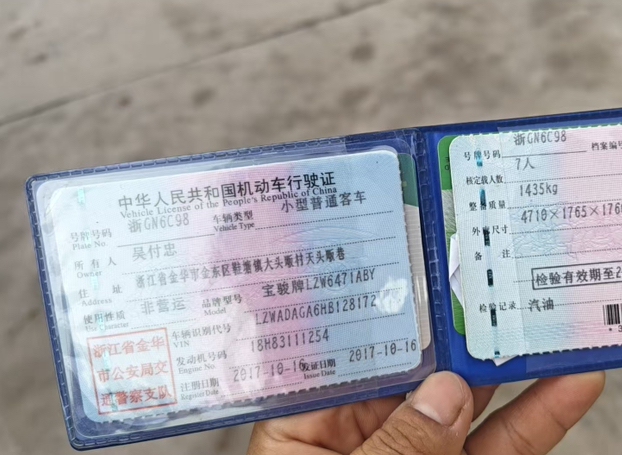 中华人民共和国机动车行驶证
Vehicle License of the People's Republic of China
号牌号码 浙GN6C98 车辆类型 小型普通客车
Plate No. Vehicle Type
所有人 吴付忠
Owner
住址 浙江省金华市金东区鞋塘镇大头畈村天头畈巷
Address
使用性质 非营运 品牌型号 宝骏牌LZW6471ABY
Use Character
车辆识别代号 LZWADAGA6HB128172
VIN
发动机号码 18H83111254
Engine No.
注册日期 2017-10-16 发证日期 2017-10-16
Register Date Issue Date
浙江省金华
市公安局交
通警察支队
号牌号码 浙GN6C98 档案编号
核定载人数 7人
整 质量 1435kg
外廓尺寸 4710×1765×176
备 注
检验有效期至2
检验记录 汽油